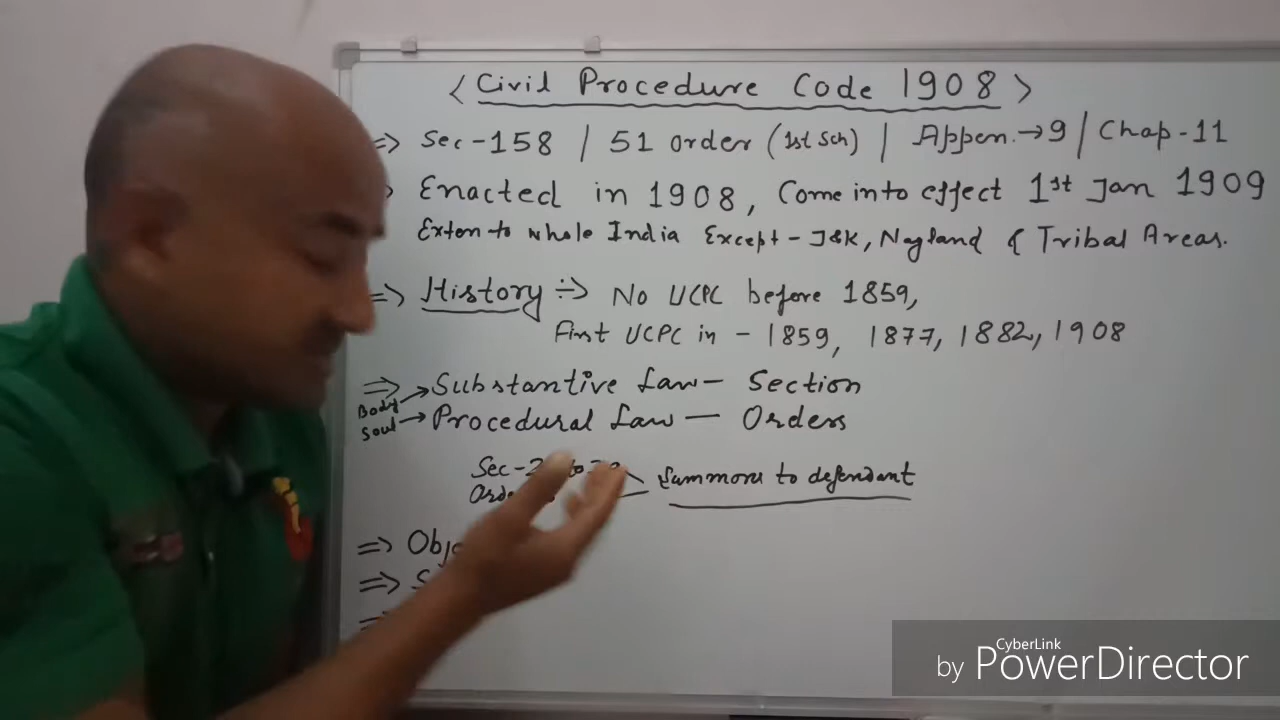 < Civil Procedure Code 1908 >
=> Sec-158 / 51 order (1st Sch) | Appen.→9 / Chap-11
Enacted in 1908, Come into effect 1st Jan 1909
Exten to whole India Except - J&K, Nagland & Tribal Areas.
=> History ÷> No UCPC before 1859,
First UCPC in - 1859, 1877, 1882, 1908
=> Substantive Law - Section
Body
Soul → Procedural Law - Orders
Sec-2 to
Summons to defendant
=>
=>
CyberLink
by PowerDirector